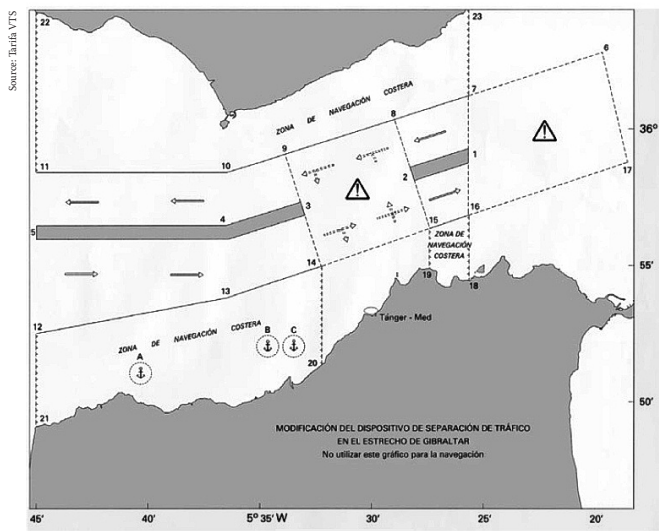 Source: Tarifa VTS
22
23
6
7
8
ZONA DE NAVEGACIÓN COSTERA
36°
9
1
11
10
2
17
3
4
5
15
16
ZONA DE
NAVEGACIÓN
COSTERA
14
55'
19
18
13
12
Tánger - Med
ZONA DE NAVEGACIÓN COSTERA
B
C
A
20
50'
21
MODIFICACIÓN DEL DISPOSITIVO DE SEPARACIÓN DE TRÁFICO
EN EL ESTRECHO DE GIBRALTAR
No utilizar este gráfico para la navegación
45'
40'
5° 35' W
30'
25'
20'